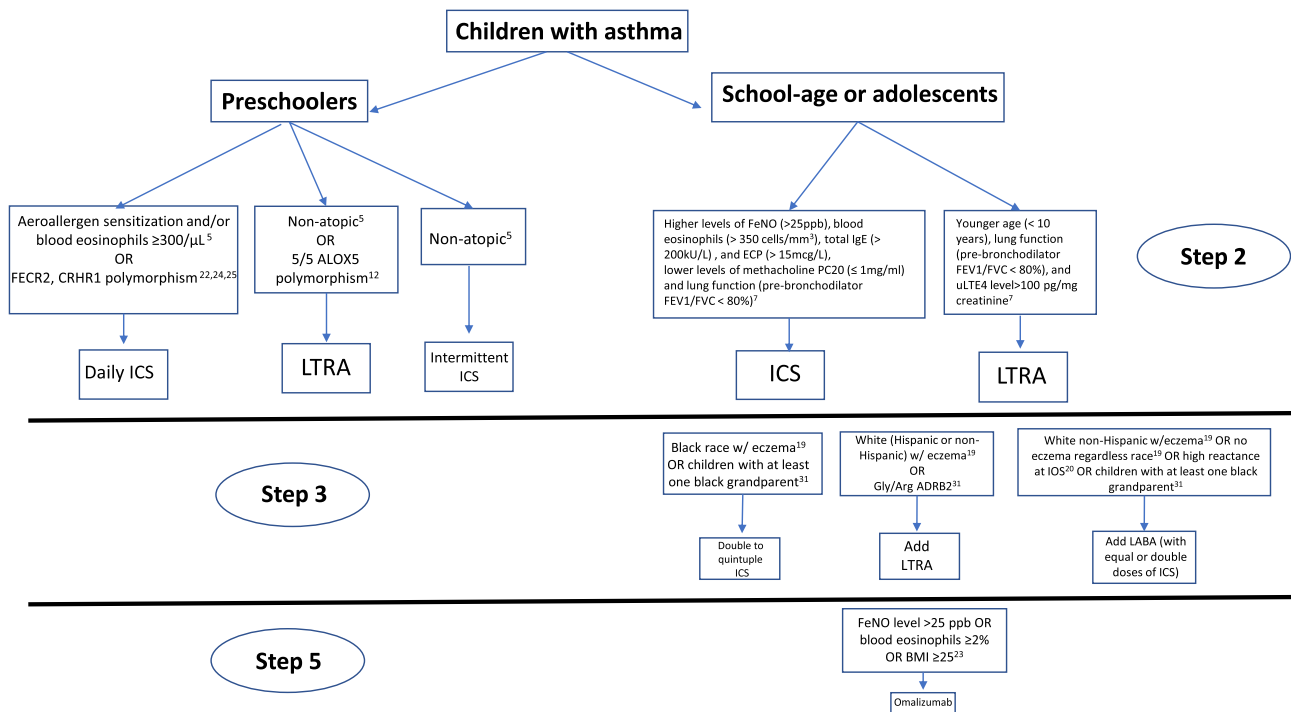 Children with asthma
Preschoolers
School-age or adolescents
Aeroallergen sensitization and/or
blood eosinophils ≥300/μL ⁵
OR
FECR2, CRHR1 polymorphism²²,²⁴,²⁵
Non-atopic⁵
OR
5/5 ALOX5
polymorphism¹²
Non-atopic⁵
Higher levels of FeNO (>25ppb), blood
eosinophils (> 350 cells/mm³), total IgE (>
200kU/L) , and ECP (> 15mcg/L),
lower levels of methacholine PC20 (≤ 1mg/ml)
and lung function (pre-bronchodilator
FEV1/FVC < 80%)⁷
Younger age (< 10
years), lung function
(pre-bronchodilator
FEV1/FVC < 80%), and
uLTE4 level>100 pg/mg
creatinine⁷
Step 2
Daily ICS
LTRA
Intermittent
ICS
ICS
LTRA
Step 3
Black race w/ eczema¹⁹
OR children with at least
one black grandparent³¹
White (Hispanic or non-
Hispanic) w/ eczema¹⁹
OR
Gly/Arg ADRB2³¹
White non-Hispanic w/eczema¹⁹ OR no
eczema regardless race¹⁹ OR high reactance
at IOS²⁰ OR children with at least one black
grandparent³¹
Double to
quintuple
ICS
Add
LTRA
Add LABA (with
equal or double
doses of ICS)
Step 5
FeNO level >25 ppb OR
blood eosinophils ≥2%
OR BMI ≥25²³
Omalizumab